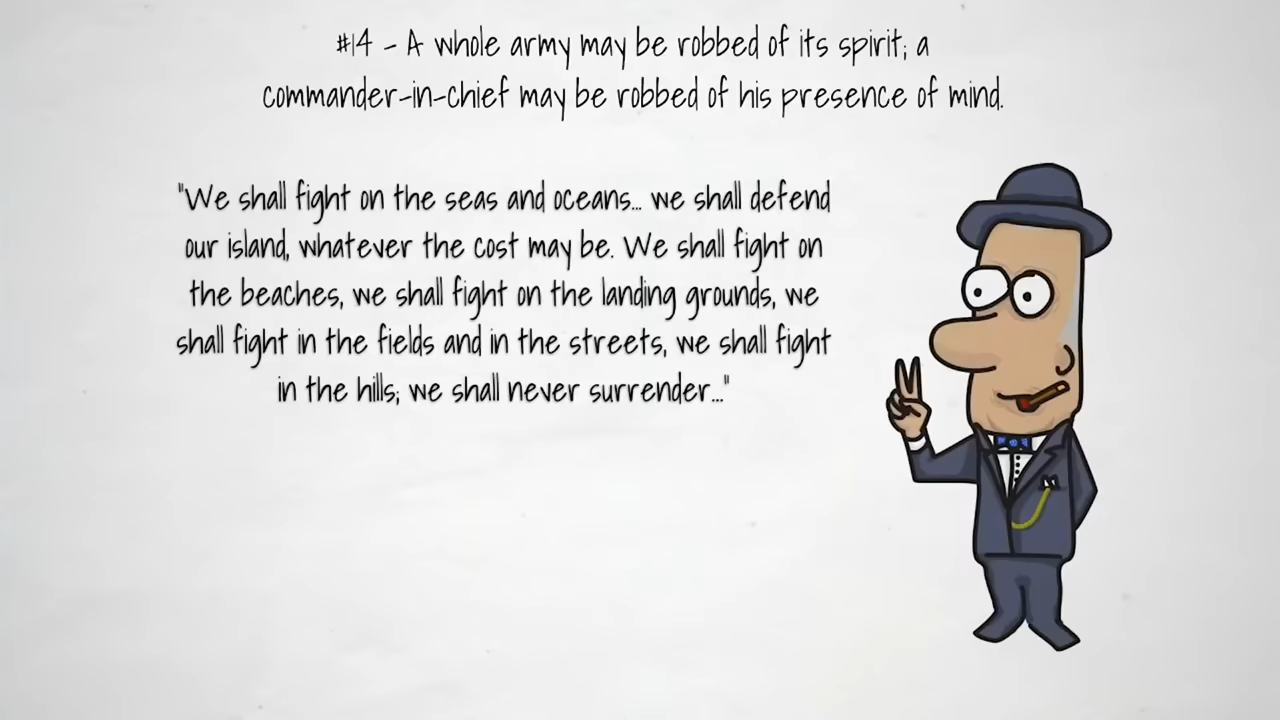 #14 - A whole army may be robbed of its spirit; a
commander-in-chief may be robbed of his presence of mind.
"We shall fight on the seas and oceans... we shall defend
our island, whatever the cost may be. We shall fight on
the beaches, we shall fight on the landing grounds, we
shall fight in the fields and in the streets, we shall fight
in the hills; we shall never surrender..."